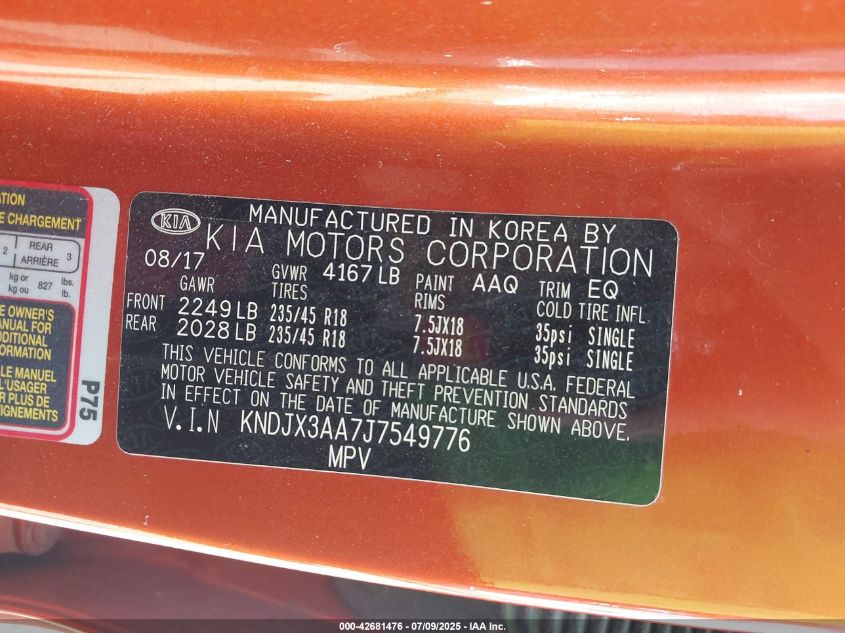 ATION
E CHARGEMENT
2 REAR 3
ARRIÈRE
kg or 827 lbs.
kg ou lb.
E OWNER'S
MANUAL FOR
ADDITIONAL
INFORMATION
LE MANUEL
L'USAGER
R PLUS DE
EIGNEMENTS
P75
KIA
MANUFACTURED IN KOREA BY
KIA MOTORS CORPORATION
08/17 GVWR 4167 LB PAINT AAQ TRIM EQ
GAWR TIRES RIMS COLD TIRE INFL
FRONT 2249 LB 235/45 R18 7.5JX18 35psi SINGLE
REAR 2028 LB 235/45 R18 7.5JX18 35psi SINGLE
THIS VEHICLE CONFORMS TO ALL APPLICABLE U.S.A. FEDERAL
MOTOR VEHICLE SAFETY AND THEFT PREVENTION STANDARDS
IN EFFECT ON THE DATE OF MANUFACTURE SHOWN ABOVE.
V.I.N KNDJX3AA7J7549776
MPV
000-42681476 - 07/09/2025 - IAA Inc.